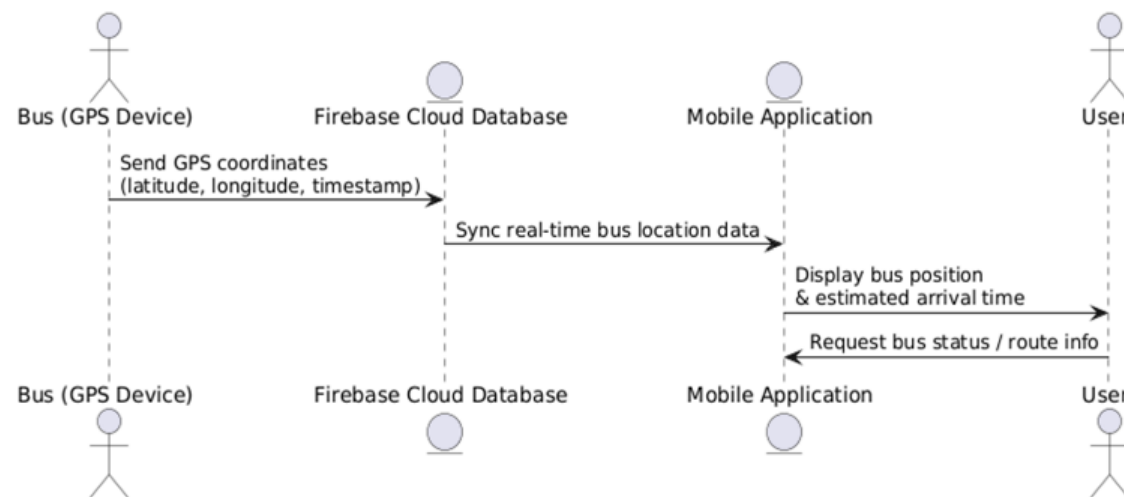 Bus (GPS Device)
Firebase Cloud Database
Mobile Application
User
Send GPS coordinates
(latitude, longitude, timestamp)
Sync real-time bus location data
Display bus position
& estimated arrival time
Request bus status / route info
Bus (GPS Device)
Firebase Cloud Database
Mobile Application
User